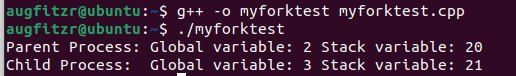 augfitzr@ubuntu:~$ g++ -o myforktest myforktest.cpp
augfitzr@ubuntu:~$ ./myforktest
Parent Process: Global variable: 2 Stack variable: 20
Child Process:  Global variable: 3 Stack variable: 21